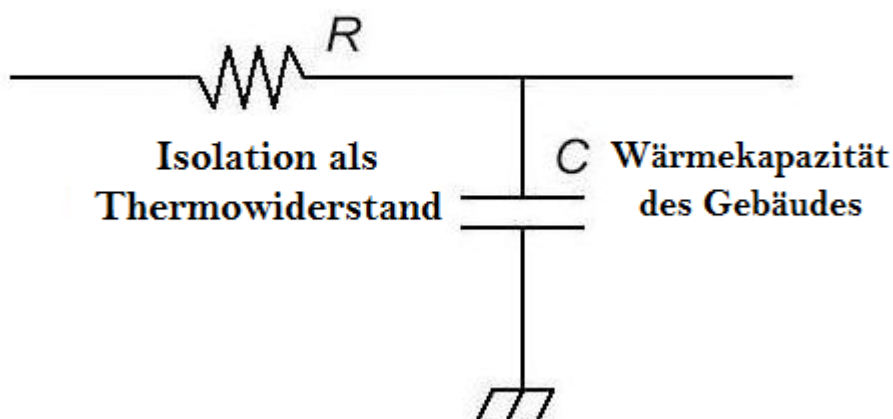 R
Isolation als
Thermowiderstand
C
Wärmekapazität
des Gebäudes